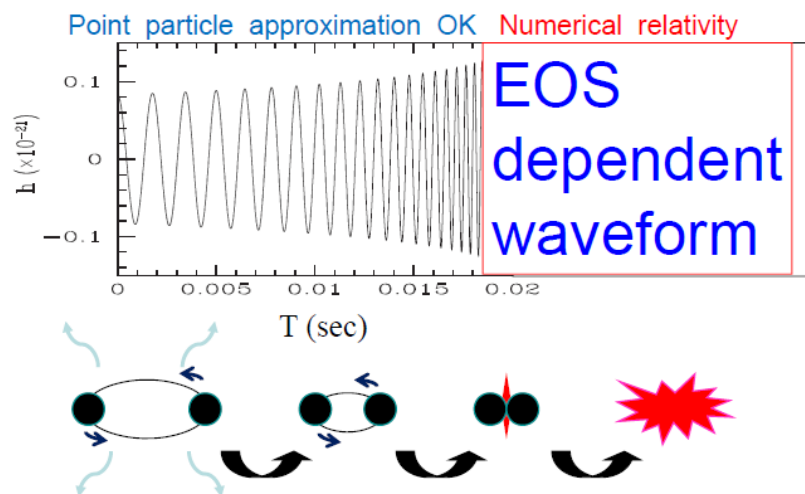 Point particle approximation OK Numerical relativity
0.1
0
−0.1
h (×10⁻²¹)
EOS
dependent
waveform
0 0.005 0.01 0.015 0.02
T (sec)